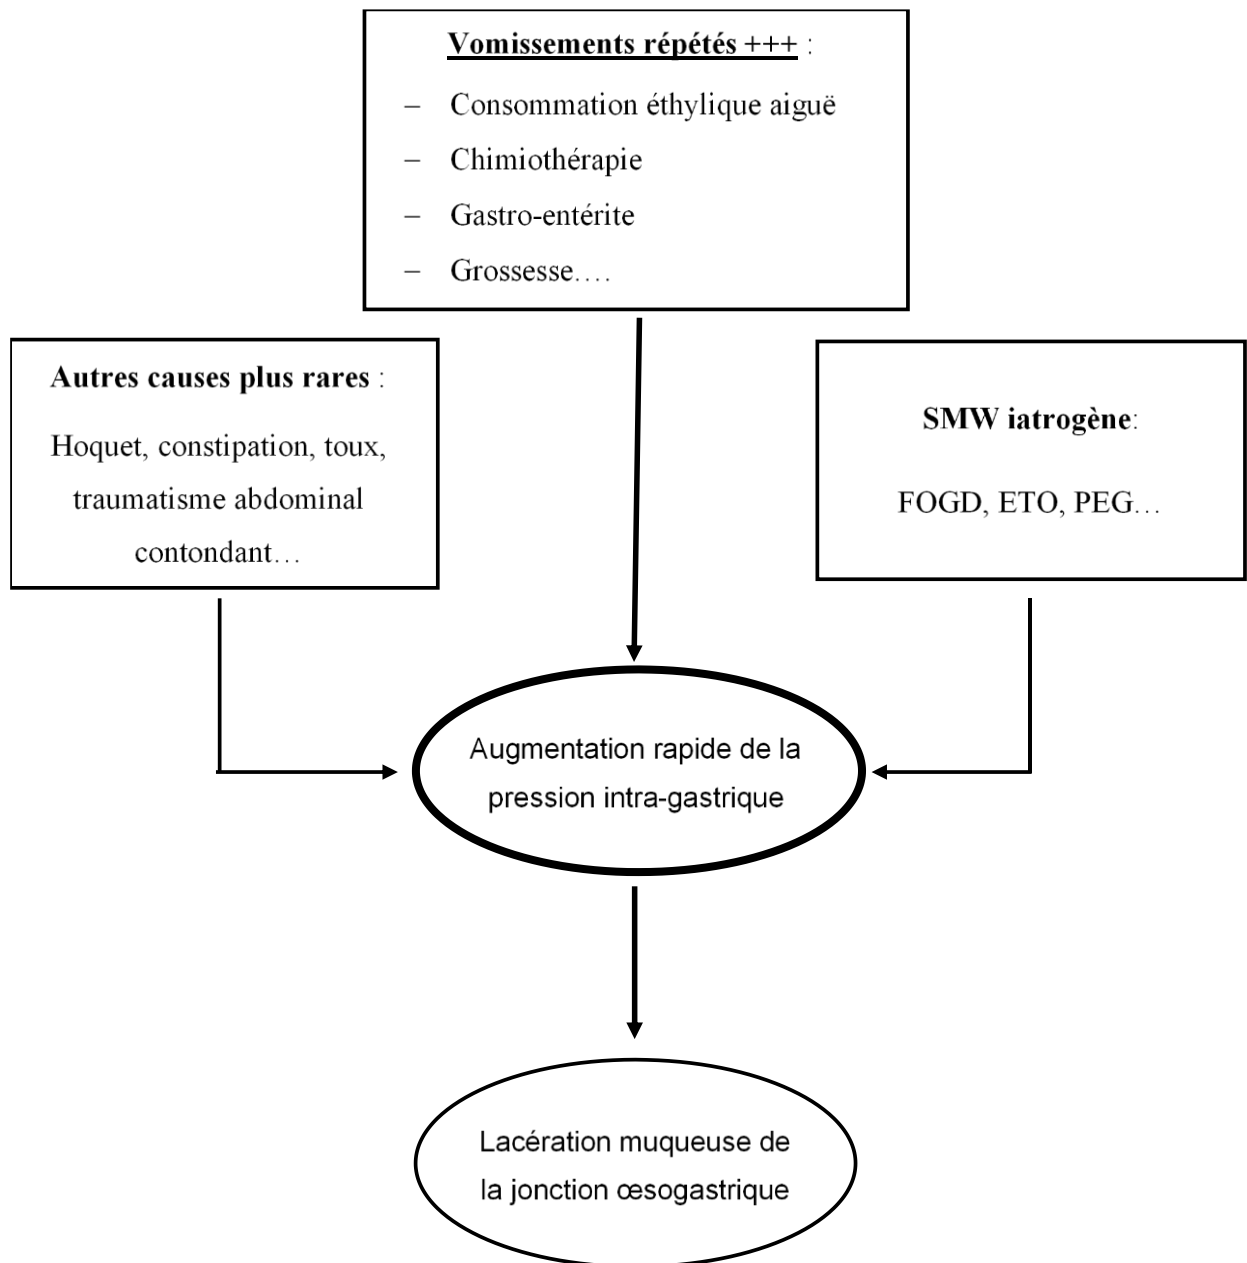 Vomissements répétés +++ :
– Consommation éthylique aiguë
– Chimiothérapie
– Gastro-entérite
– Grossesse….
Autres causes plus rares :
Hoquet, constipation, toux,
traumatisme abdominal
contondant…
SMW iatrogène:
FOGD, ETO, PEG…
Augmentation rapide de la
pression intra-gastrique
Lacération muqueuse de
la jonction œsogastrique